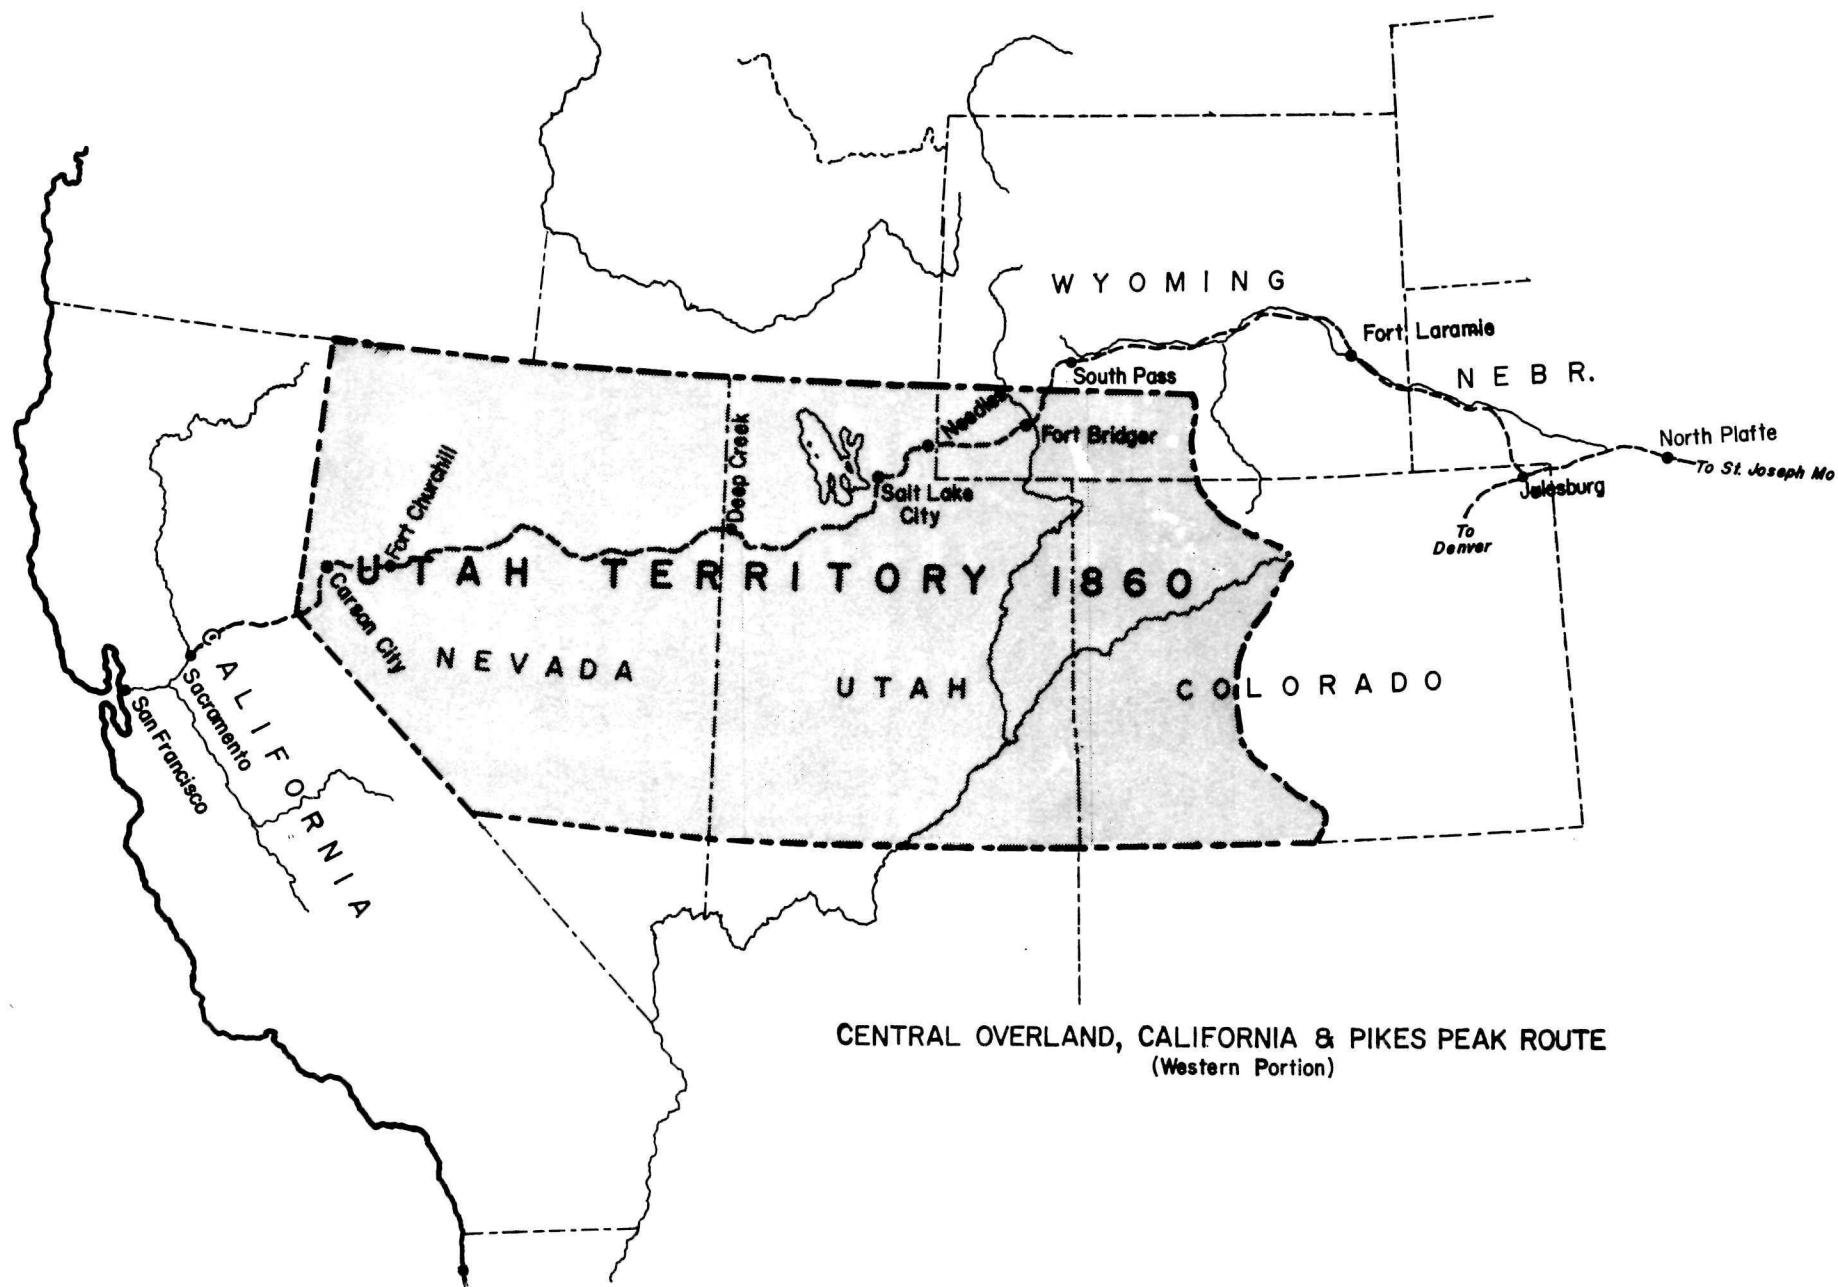 WYOMING
Fort Laramie
NEBR.
South Pass
North Plafte
To St. Joseph Mo
Julesburg
To
Denver
Needles
Fort Bridger
Deep Creek
Salt Lake
City
Fort Churchill
UTAH TERRITORY 1860
Carson City
NEVADA
UTAH
COLORADO
CALIFORNIA
Sacramento
San Francisco
CENTRAL OVERLAND, CALIFORNIA & PIKES PEAK ROUTE
(Western Portion)